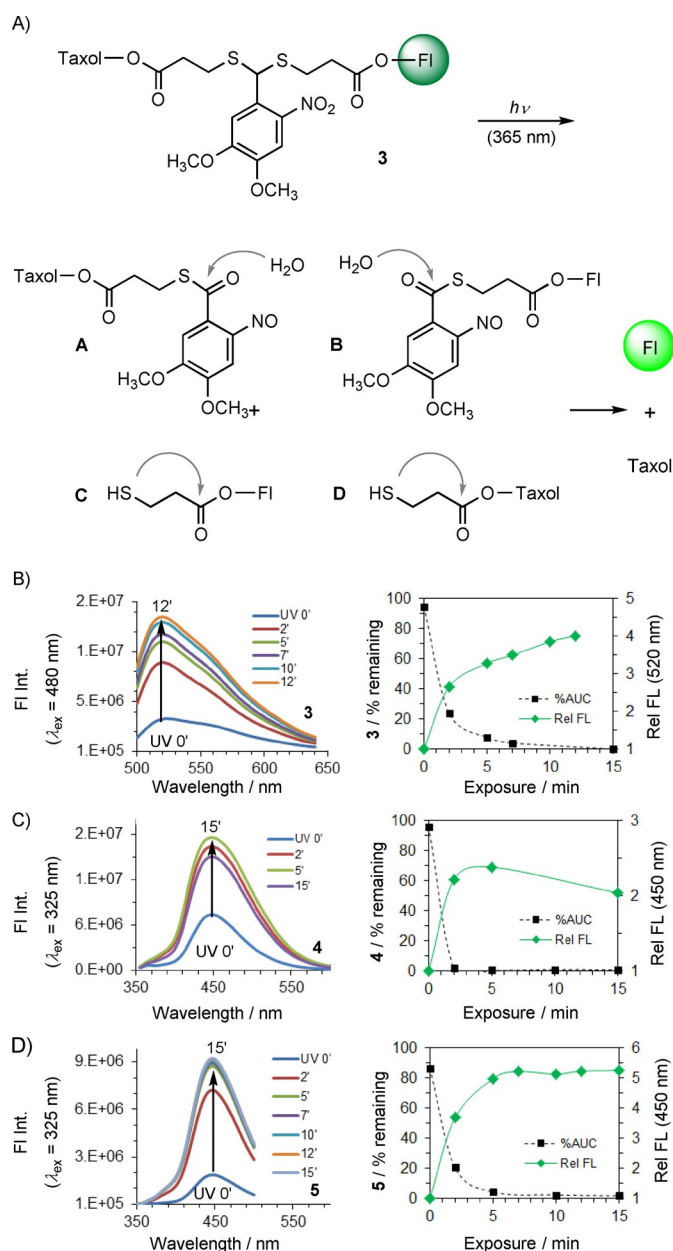 A)
Taxol—O
S
S
O
O—Fl
O
NO₂
H₃CO
OCH₃
3
hν
(365 nm)
Taxol—O
O
S
O
H₂O
NO
A
H₃CO
OCH₃+
H₂O
O
S
O—Fl
O
NO
B
H₃CO
OCH₃
Fl
+
Taxol
HS
O—Fl
O
C
HS
O—Taxol
O
D
B)
Fl Int.
(λex = 480 nm)
2.E+07
1.E+07
5.E+06
1.E+05
12'
UV 0'
UV 0'
2'
5'
7'
10'
12'
3
500 550 600 650
Wavelength / nm
3 / % remaining
100
80
60
40
20
0
%AUC
Rel FL
5
4
3
2
1
Rel FL (520 nm)
0 5 10 15
Exposure / min
C)
Fl Int.
(λex = 325 nm)
2.E+07
1.E+07
6.E+06
0.E+00
15'
UV 0'
UV 0'
2'
5'
15'
4
350 450 550
Wavelength / nm
4 / % remaining
100
80
60
40
20
0
%AUC
Rel FL
3
2
1
Rel FL (450 nm)
0 5 10 15
Exposure / min
D)
Fl Int.
(λex = 325 nm)
9.E+06
6.E+06
3.E+06
1.E+05
15'
UV 0'
UV 0'
2'
5'
7'
10'
12'
15'
5
350 450 550
Wavelength / nm
5 / % remaining
100
80
60
40
20
0
%AUC
Rel FL
6
5
4
3
2
1
Rel FL (450 nm)
0 5 10 15
Exposure / min